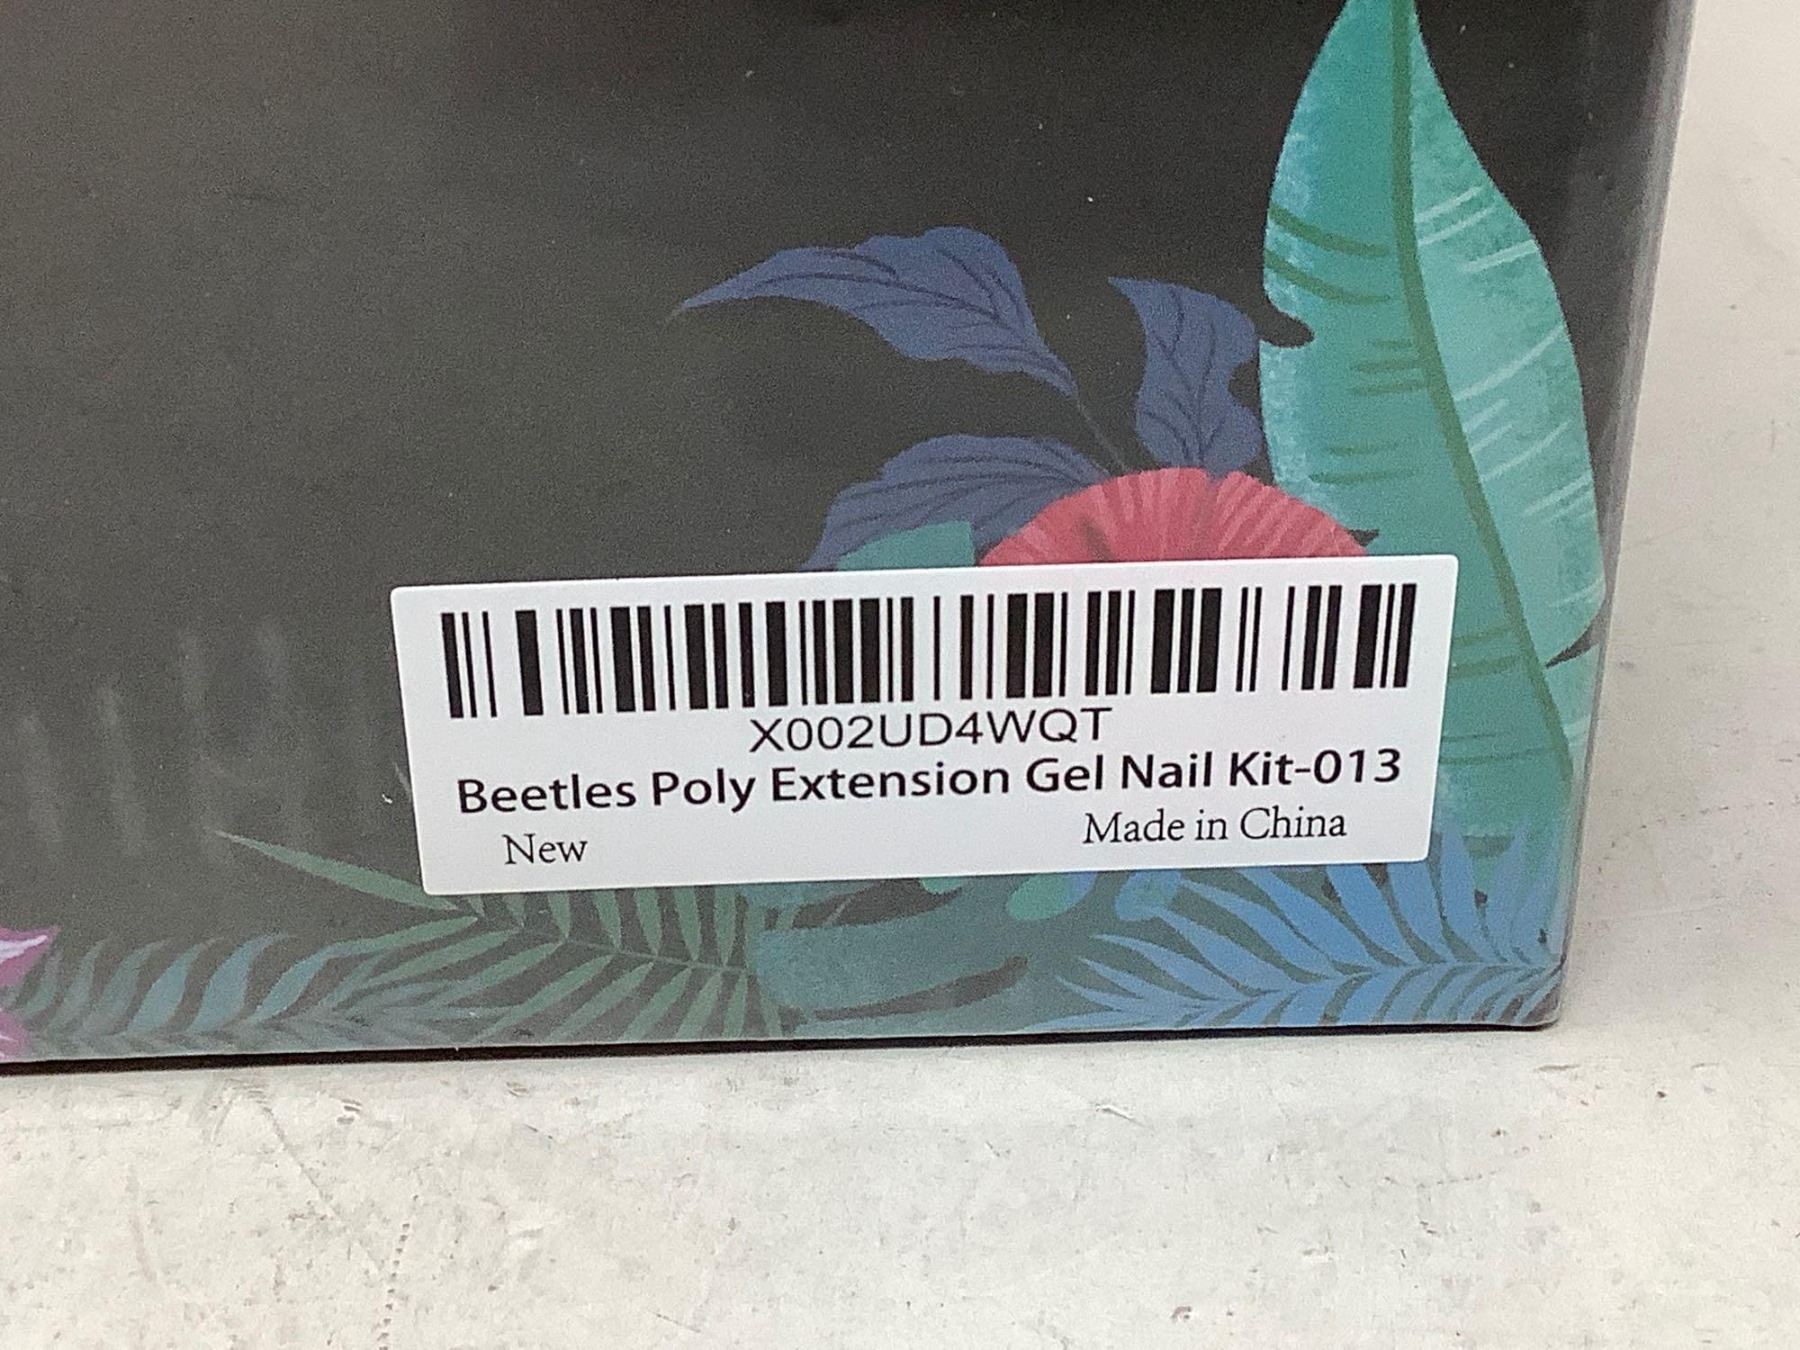 X002UD4WQT
Beetles Poly Extension Gel Nail Kit-013
New Made in China